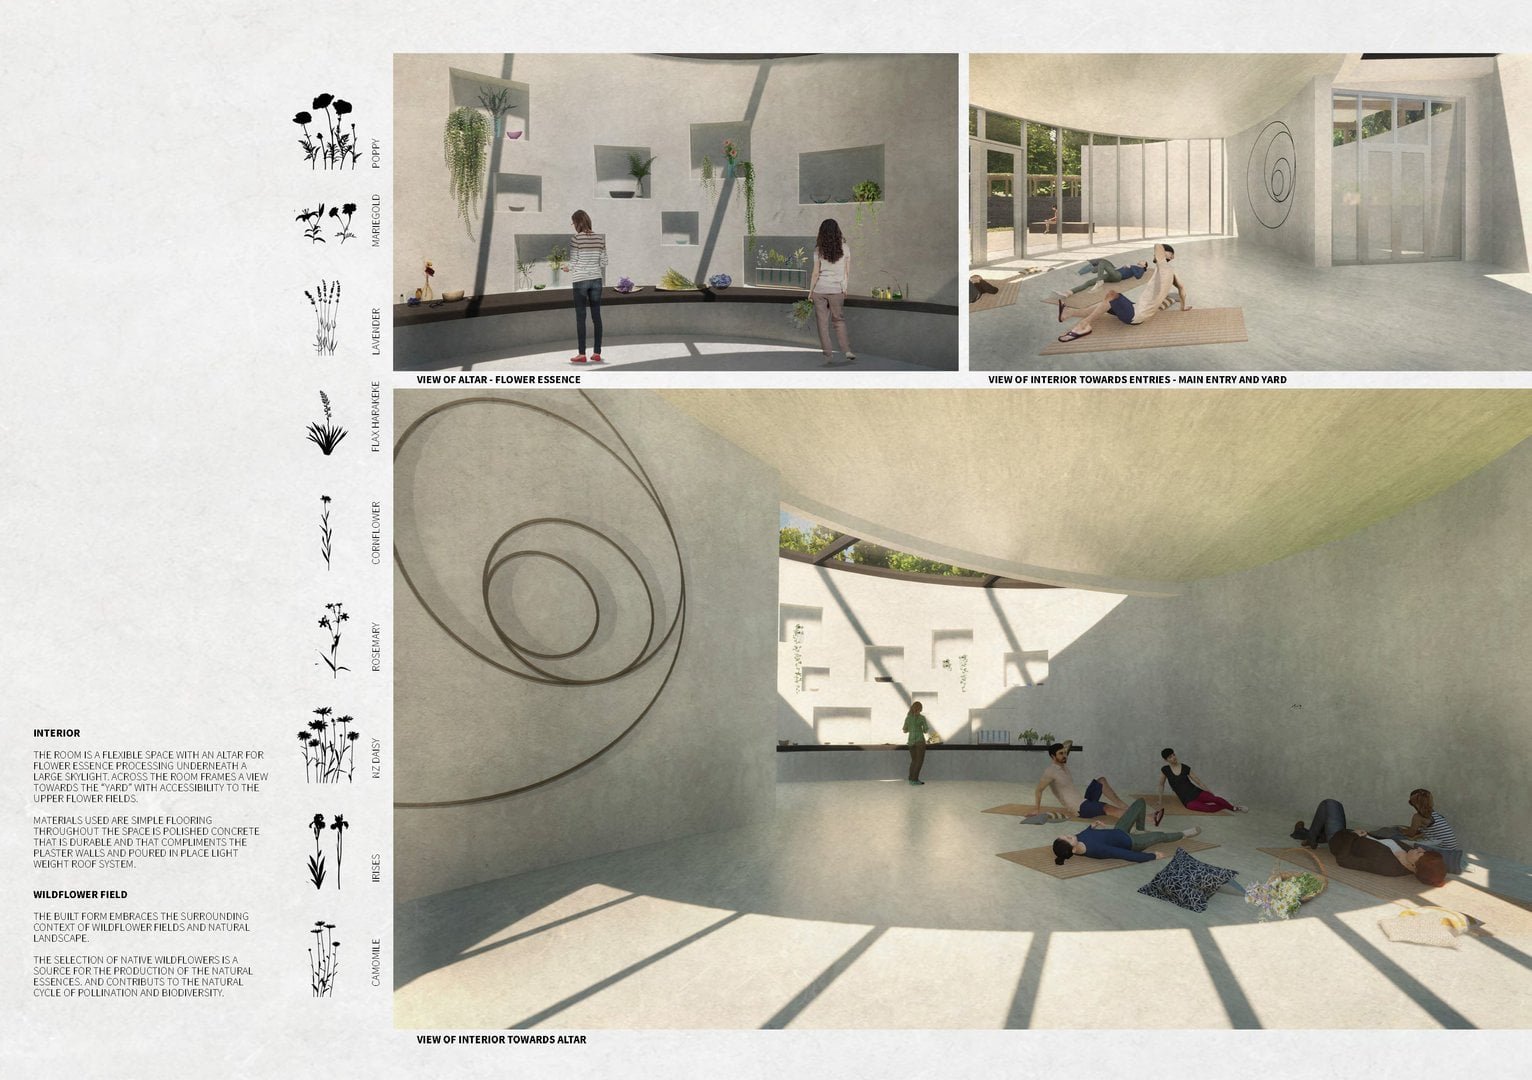 POPPY
MARIEGOLD
LAVENDER
FLAX HARAKEKE
CORNFLOWER
ROSEMARY
NZ DAISY
IRISES
CAMOMILE
INTERIOR
THE ROOM IS A FLEXIBLE SPACE WITH AN ALTAR FOR
FLOWER ESSENCE PROCESSING UNDERNEATH A
LARGE SKYLIGHT. ACROSS THE ROOM FRAMES A VIEW
TOWARDS THE "YARD" WITH ACCESSIBILITY TO THE
UPPER FLOWER FIELDS.
MATERIALS USED ARE SIMPLE FLOORING
THROUGHOUT THE SPACE IS POLISHED CONCRETE
THAT IS DURABLE AND THAT COMPLIMENTS THE
PLASTER WALLS AND POURED IN PLACE LIGHT
WEIGHT ROOF SYSTEM.
WILDFLOWER FIELD
THE BUILT FORM EMBRACES THE SURROUNDING
CONTEXT OF WILDFLOWER FIELDS AND NATURAL
LANDSCAPE.
THE SELECTION OF NATIVE WILDFLOWERS IS A
SOURCE FOR THE PRODUCTION OF THE NATURAL
ESSENCES. AND CONTRIBUTS TO THE NATURAL
CYCLE OF POLLINATION AND BIODIVERSITY.
VIEW OF ALTAR - FLOWER ESSENCE
VIEW OF INTERIOR TOWARDS ENTRIES - MAIN ENTRY AND YARD
VIEW OF INTERIOR TOWARDS ALTAR